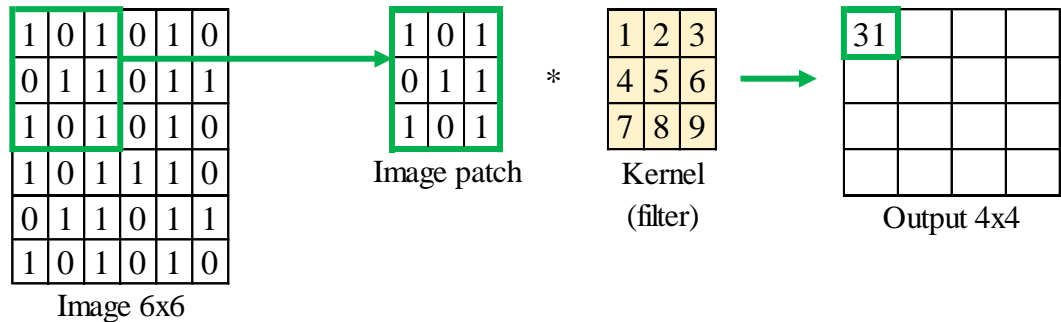 1 0 1 0 1 0
0 1 1 0 1 1
1 0 1 0 1 0
1 0 1 1 1 0
0 1 1 0 1 1
1 0 1 0 1 0
Image 6x6
1 0 1
0 1 1
1 0 1
Image patch
*
1 2 3
4 5 6
7 8 9
Kernel
(filter)
31
Output 4x4